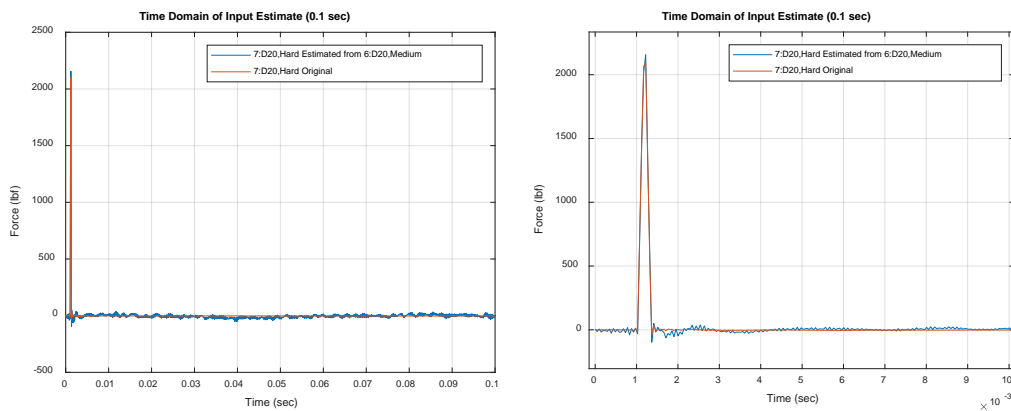 Time Domain of Input Estimate (0.1 sec)
2500
2000
1500
1000
500
0
-500
Force (lbf)
7:D20,Hard Estimated from 6:D20,Medium
7:D20,Hard Original
0 0.01 0.02 0.03 0.04 0.05 0.06 0.07 0.08 0.09 0.1
Time (sec)
Time Domain of Input Estimate (0.1 sec)
2000
1500
1000
500
0
Force (lbf)
7:D20,Hard Estimated from 6:D20,Medium
7:D20,Hard Original
0 1 2 3 4 5 6 7 8 9 10
Time (sec)
× 10⁻³